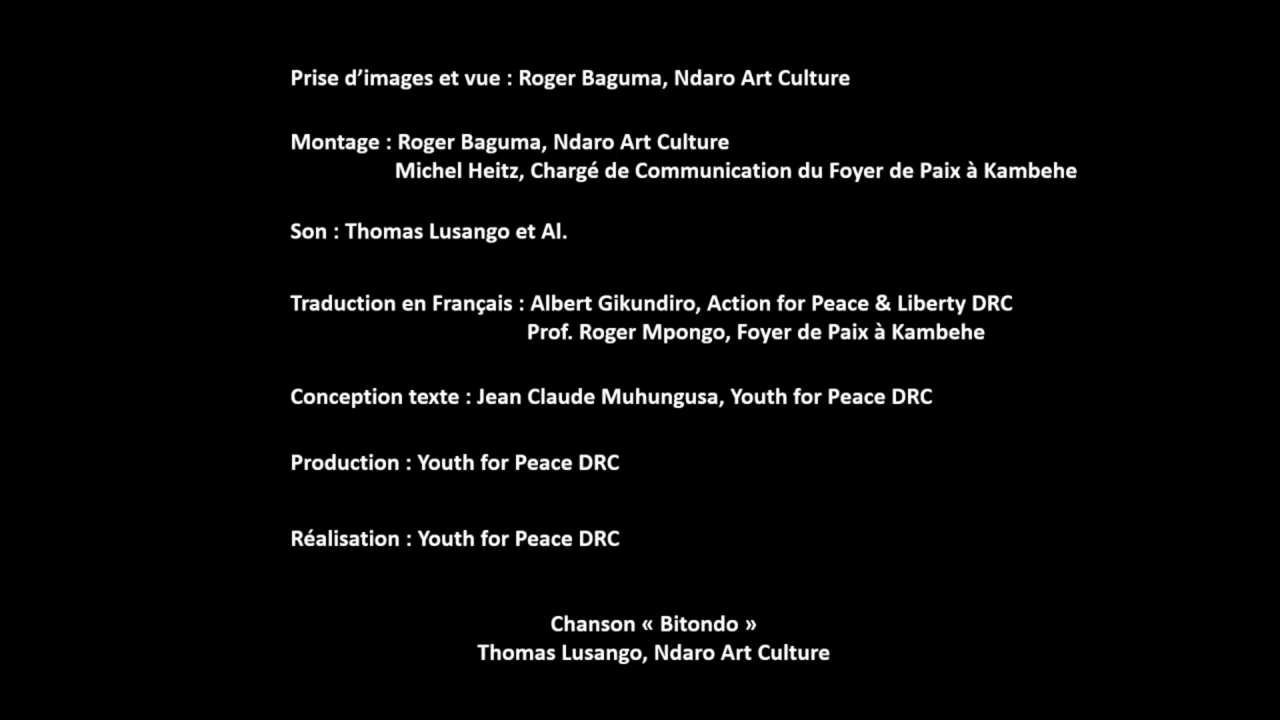 Prise d’images et vue : Roger Baguma, Ndaro Art Culture
Montage : Roger Baguma, Ndaro Art Culture
Michel Heitz, Chargé de Communication du Foyer de Paix à Kambehe
Son : Thomas Lusango et Al.
Traduction en Français : Albert Gikundiro, Action for Peace & Liberty DRC
Prof. Roger Mpongo, Foyer de Paix à Kambehe
Conception texte : Jean Claude Muhungusa, Youth for Peace DRC
Production : Youth for Peace DRC
Réalisation : Youth for Peace DRC
Chanson « Bitondo »
Thomas Lusango, Ndaro Art Culture